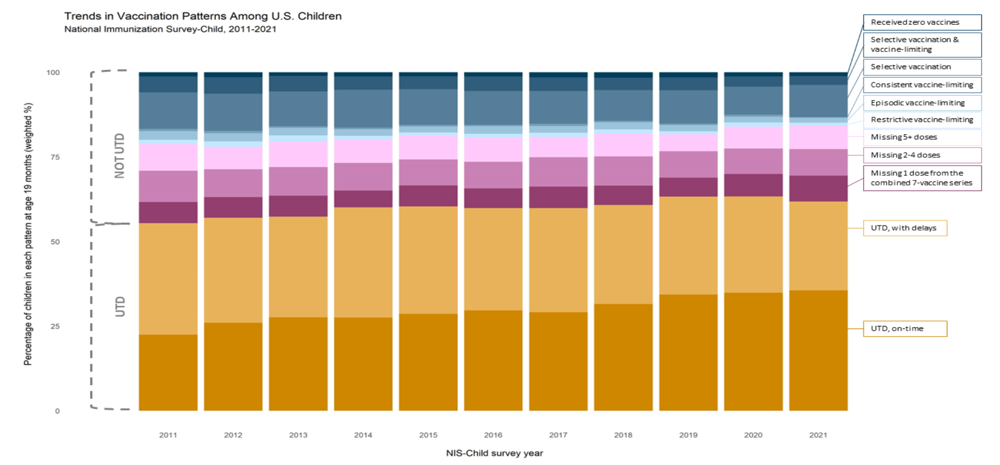 Trends in Vaccination Patterns Among U.S. Children
National Immunization Survey-Child, 2011-2021
Percentage of children in each pattern at age 19 months (weighted %)
100
75
50
25
0
NOT UTD
UTD
2011
2012
2013
2014
2015
2016
2017
2018
2019
2020
2021
NIS-Child survey year
Received zero vaccines
Selective vaccination &
vaccine-limiting
Selective vaccination
Consistent vaccine-limiting
Episodic vaccine-limiting
Restrictive vaccine-limiting
Missing 5+ doses
Missing 2-4 doses
Missing 1 dose from the
combined 7-vaccine series
UTD, with delays
UTD, on-time